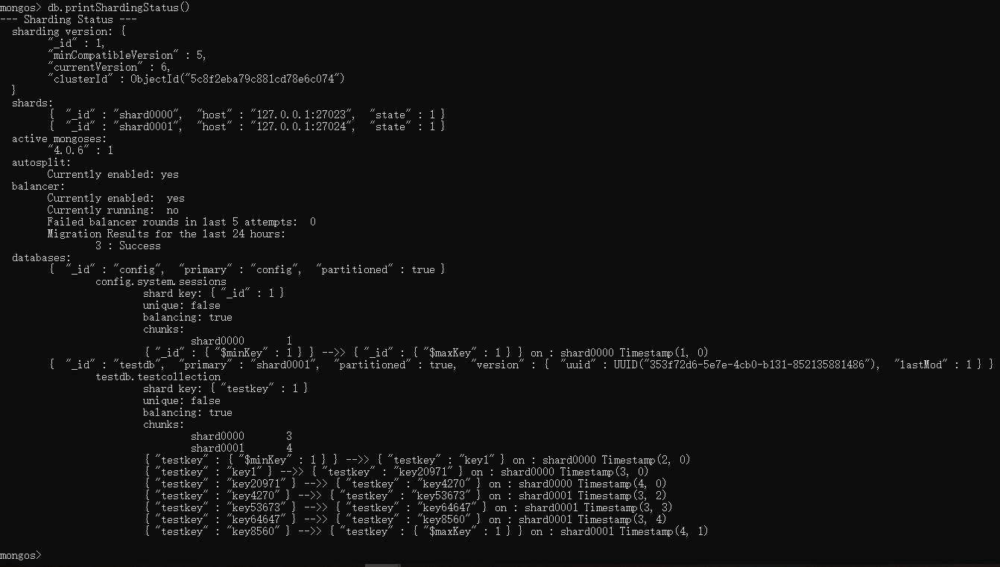 mongos> db.printShardingStatus()
--- Sharding Status ---
  sharding version: {
        "_id" : 1,
        "minCompatibleVersion" : 5,
        "currentVersion" : 6,
        "clusterId" : ObjectId("5c8f2eba79c881cd78e6c074")
  }
  shards:
        {  "_id" : "shard0000",  "host" : "127.0.0.1:27023",  "state" : 1 }
        {  "_id" : "shard0001",  "host" : "127.0.0.1:27024",  "state" : 1 }
  active mongoses:
        "4.0.6" : 1
  autosplit:
        Currently enabled: yes
  balancer:
        Currently enabled:  yes
        Currently running:  no
        Failed balancer rounds in last 5 attempts:  0
        Migration Results for the last 24 hours:
                3 : Success
  databases:
        {  "_id" : "config",  "primary" : "config",  "partitioned" : true }
                config.system.sessions
                        shard key: { "_id" : 1 }
                        unique: false
                        balancing: true
                        chunks:
                                shard0000       1
                        { "_id" : { "$minKey" : 1 } } -->> { "_id" : { "$maxKey" : 1 } } on : shard0000 Timestamp(1, 0)
        {  "_id" : "testdb",  "primary" : "shard0001",  "partitioned" : true,  "version" : {  "uuid" : UUID("353f72d6-5e7e-4cb0-b131-852135881486"),  "lastMod" : 1 } }
                testdb.testcollection
                        shard key: { "testkey" : 1 }
                        unique: false
                        balancing: true
                        chunks:
                                shard0000       3
                                shard0001       4
                        { "testkey" : { "$minKey" : 1 } } -->> { "testkey" : "key1" } on : shard0000 Timestamp(2, 0)
                        { "testkey" : "key1" } -->> { "testkey" : "key20971" } on : shard0000 Timestamp(3, 0)
                        { "testkey" : "key20971" } -->> { "testkey" : "key4270" } on : shard0000 Timestamp(4, 0)
                        { "testkey" : "key4270" } -->> { "testkey" : "key53673" } on : shard0001 Timestamp(3, 2)
                        { "testkey" : "key53673" } -->> { "testkey" : "key64647" } on : shard0001 Timestamp(3, 3)
                        { "testkey" : "key64647" } -->> { "testkey" : "key8560" } on : shard0001 Timestamp(3, 4)
                        { "testkey" : "key8560" } -->> { "testkey" : { "$maxKey" : 1 } } on : shard0001 Timestamp(4, 1)
mongos>